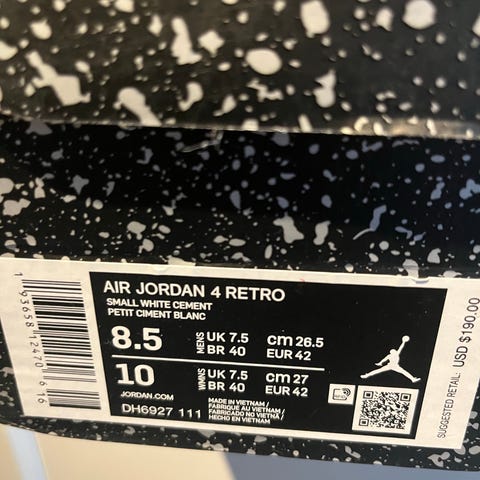 AIR JORDAN 4 RETRO
SMALL WHITE CEMENT
PETIT CIMENT BLANC
8.5 MENS UK 7.5 cm 26.5
BR 40 EUR 42
10 WMNS UK 7.5 cm 27
BR 40 EUR 42
JORDAN.COM
DH6927 111
MADE IN VIETNAM /
FABRIQUÉ AU VIETNAM /
FABRICADO NO VIETNÃ /
HECHO EN VIETNAM
SUGGESTED RETAIL: USD $190.00